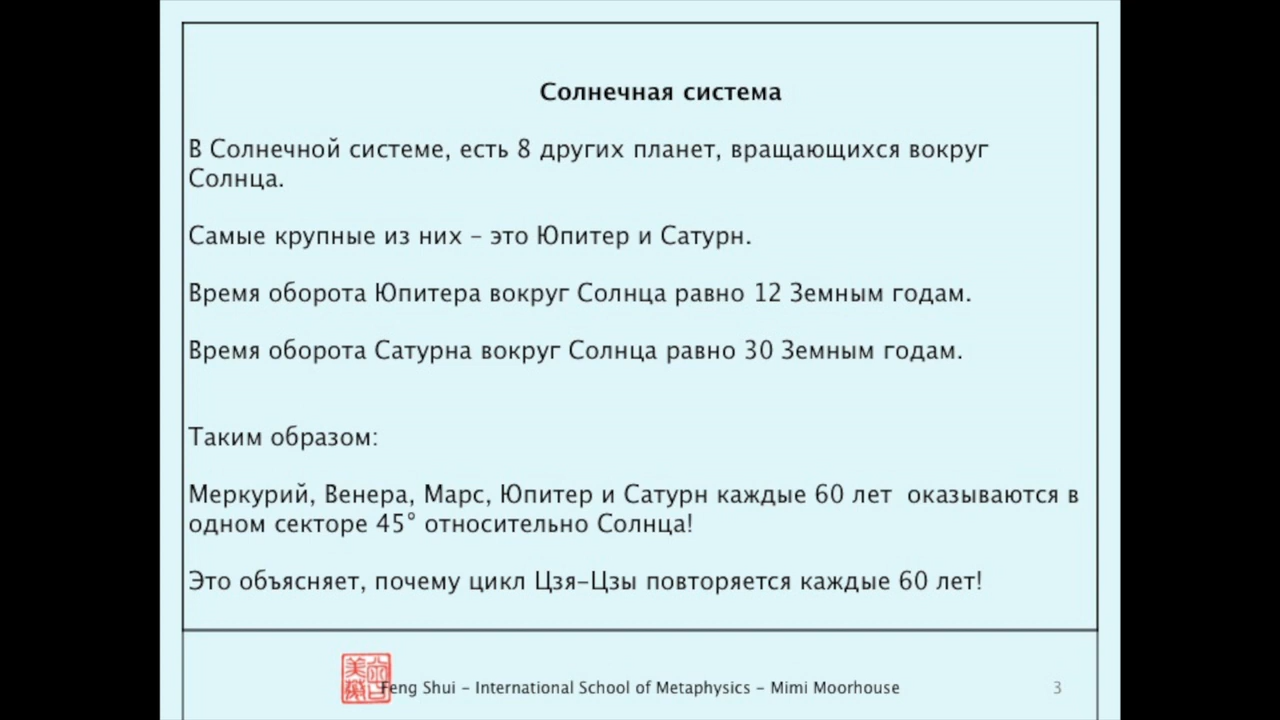 Солнечная система
В Солнечной системе, есть 8 других планет, вращающихся вокруг
Солнца.
Самые крупные из них – это Юпитер и Сатурн.
Время оборота Юпитера вокруг Солнца равно 12 Земным годам.
Время оборота Сатурна вокруг Солнца равно 30 Земным годам.
Таким образом:
Меркурий, Венера, Марс, Юпитер и Сатурн каждые 60 лет  оказываются в
одном секторе 45° относительно Солнца!
Это объясняет, почему цикл Цзя–Цзы повторяется каждые 60 лет!
Feng Shui – International School of Metaphysics – Mimi Moorhouse
3